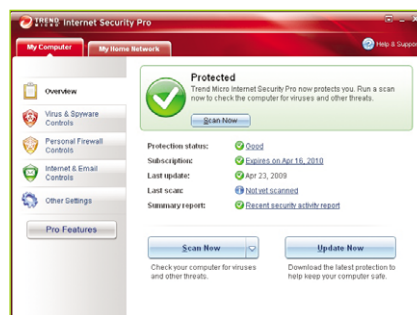 TREND MICRO Internet Security Pro
My Computer
My Home Network
Help & Support
Overview
Virus & Spyware
Controls
Personal Firewall
Controls
Internet & Email
Controls
Other Settings
Pro Features
Protected
Trend Micro Internet Security Pro now protects you. Run a scan
now to check the computer for viruses and other threats.
Scan Now
Protection status: Good
Subscription: Expires on Apr 16, 2010
Last update: Apr 23, 2009
Last scan: Not yet scanned
Summary report: Recent security activity report
Scan Now
Update Now
Check your computer for viruses
and other threats.
Download the latest protection to
help keep your computer safe.